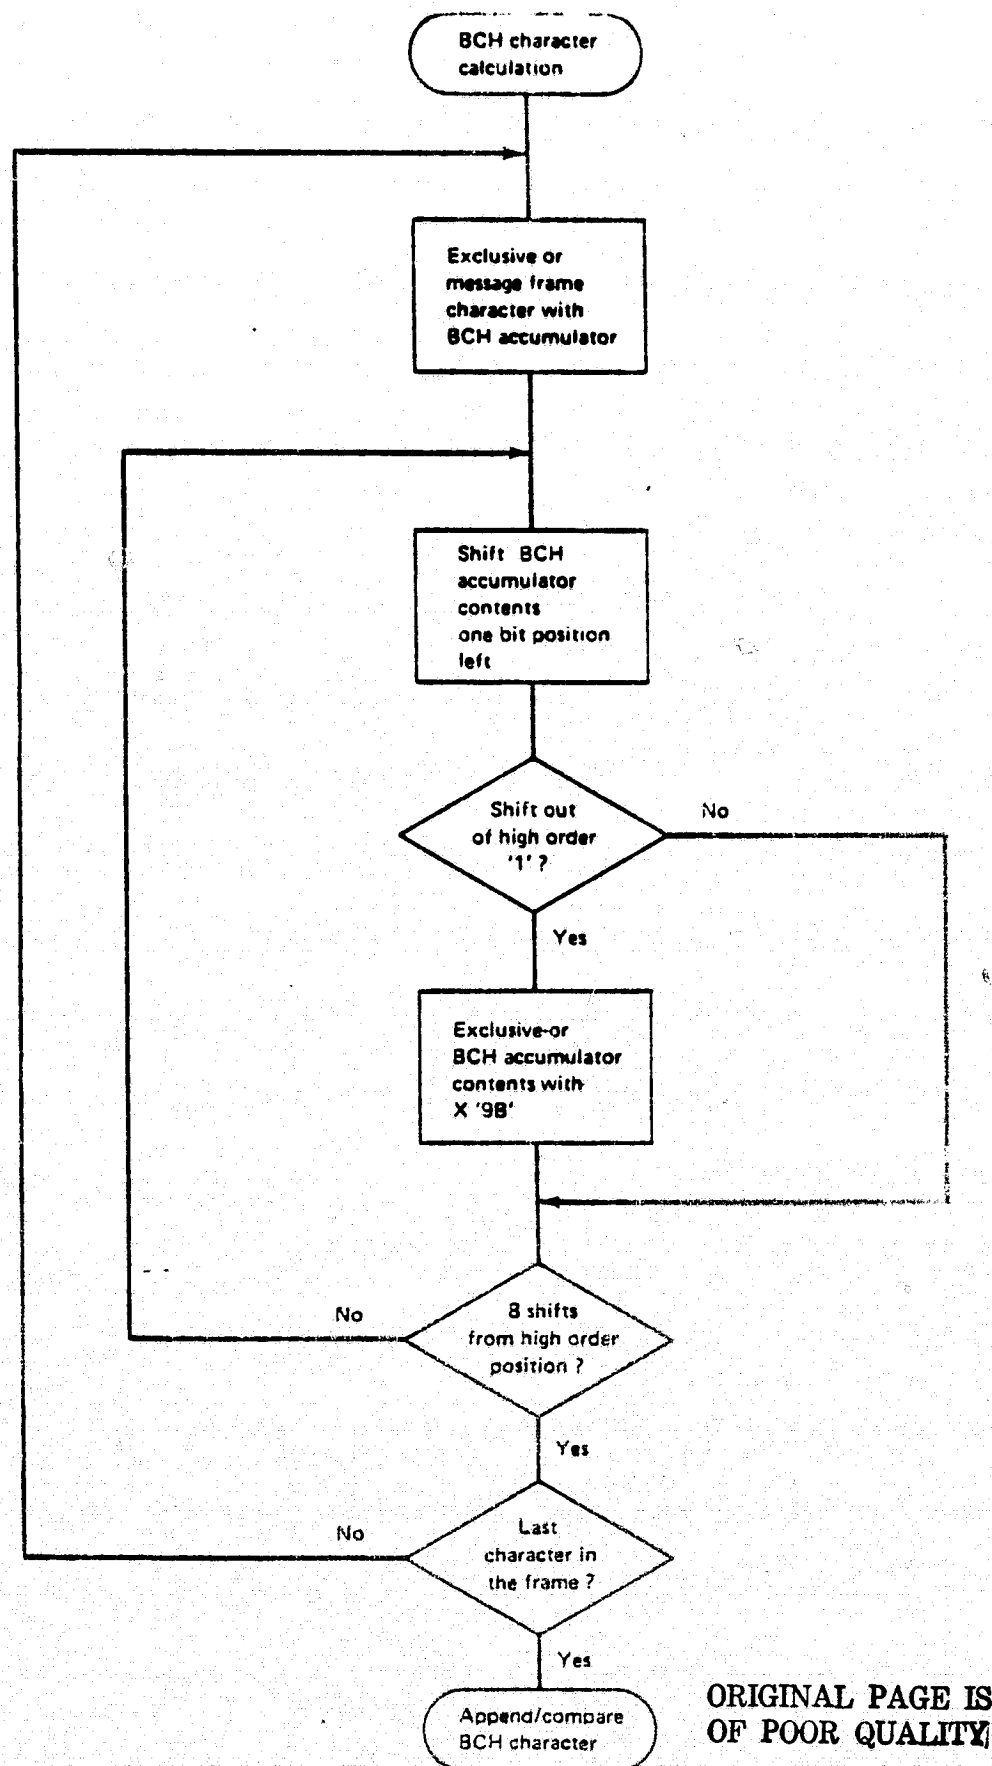 BCH character
calculation
Exclusive or
message frame
character with
BCH accumulator
Shift BCH
accumulator
contents
one bit position
left
Shift out
of high order
'1' ?
No
Yes
Exclusive-or
BCH accumulator
contents with
X '9B'
8 shifts
from high order
position ?
No
Yes
Last
character in
the frame ?
No
Yes
Append/compare
BCH character
ORIGINAL PAGE IS
OF POOR QUALITY